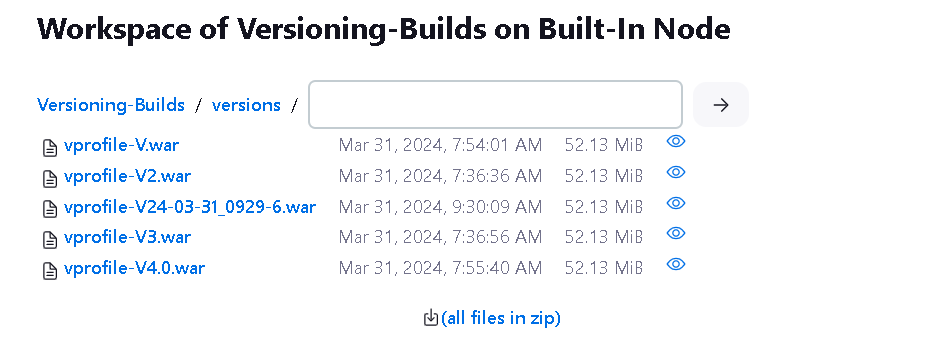 Workspace of Versioning-Builds on Built-In Node
Versioning-Builds / versions /
vprofile-V.war Mar 31, 2024, 7:54:01 AM 52.13 MiB
vprofile-V2.war Mar 31, 2024, 7:36:36 AM 52.13 MiB
vprofile-V24-03-31_0929-6.war Mar 31, 2024, 9:30:09 AM 52.13 MiB
vprofile-V3.war Mar 31, 2024, 7:36:56 AM 52.13 MiB
vprofile-V4.0.war Mar 31, 2024, 7:55:40 AM 52.13 MiB
(all files in zip)